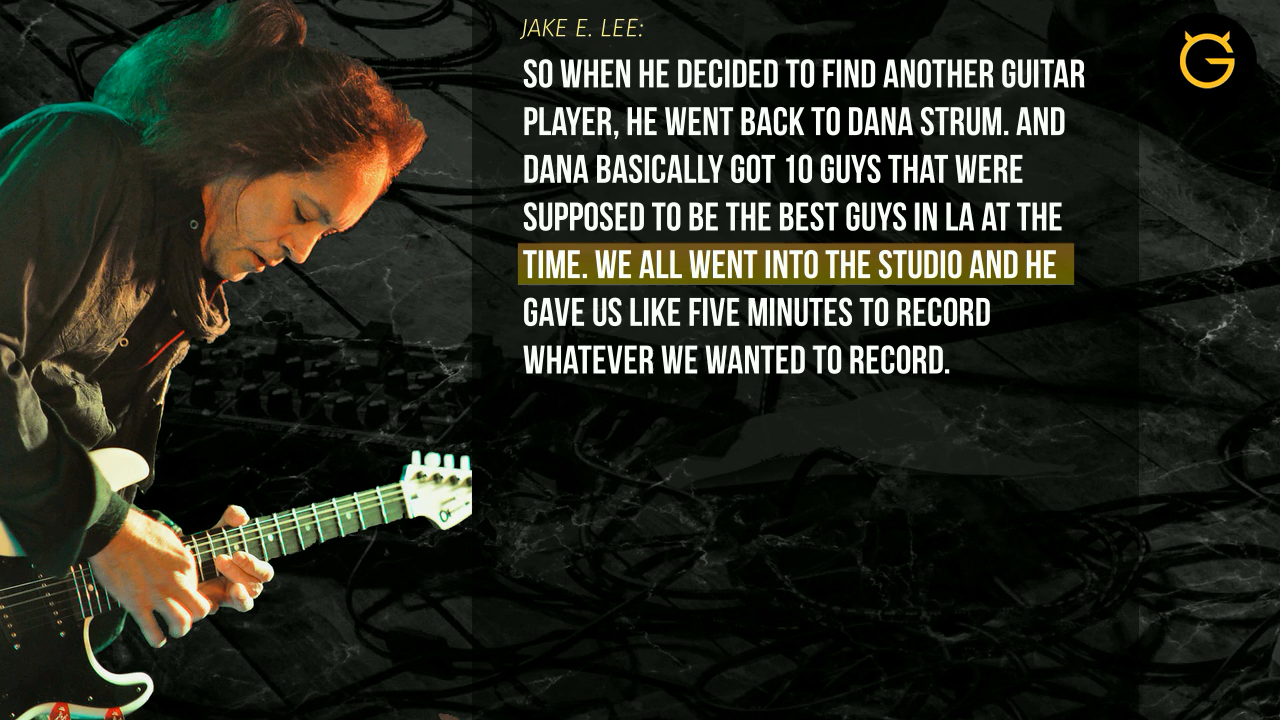 JAKE E. LEE:
SO WHEN HE DECIDED TO FIND ANOTHER GUITAR
PLAYER, HE WENT BACK TO DANA STRUM. AND
DANA BASICALLY GOT 10 GUYS THAT WERE
SUPPOSED TO BE THE BEST GUYS IN LA AT THE
TIME. WE ALL WENT INTO THE STUDIO AND HE
GAVE US LIKE FIVE MINUTES TO RECORD
WHATEVER WE WANTED TO RECORD.